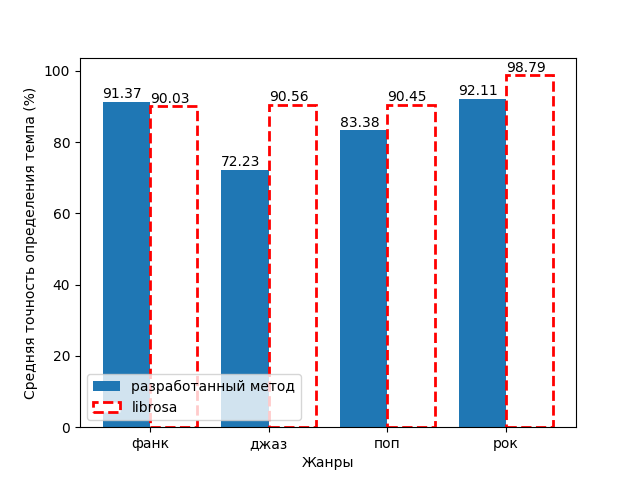 Средняя точность определения темпа (%)
100
80
60
40
20
0
91.37
90.03
72.23
90.56
83.38
90.45
92.11
98.79
разработанный метод
librosa
фанк
джаз
поп
рок
Жанры